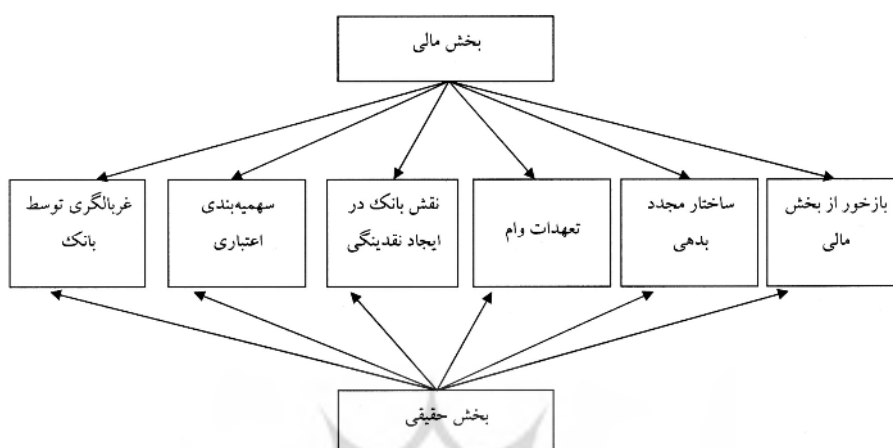 بخش مالی
بازخور از بخش
مالی
ساختار مجدد
بدهی
تعهدات وام
نقش بانک در
ایجاد نقدینگی
سهمیه‌بندی
اعتباری
غربالگری توسط
بانک
بخش حقیقی